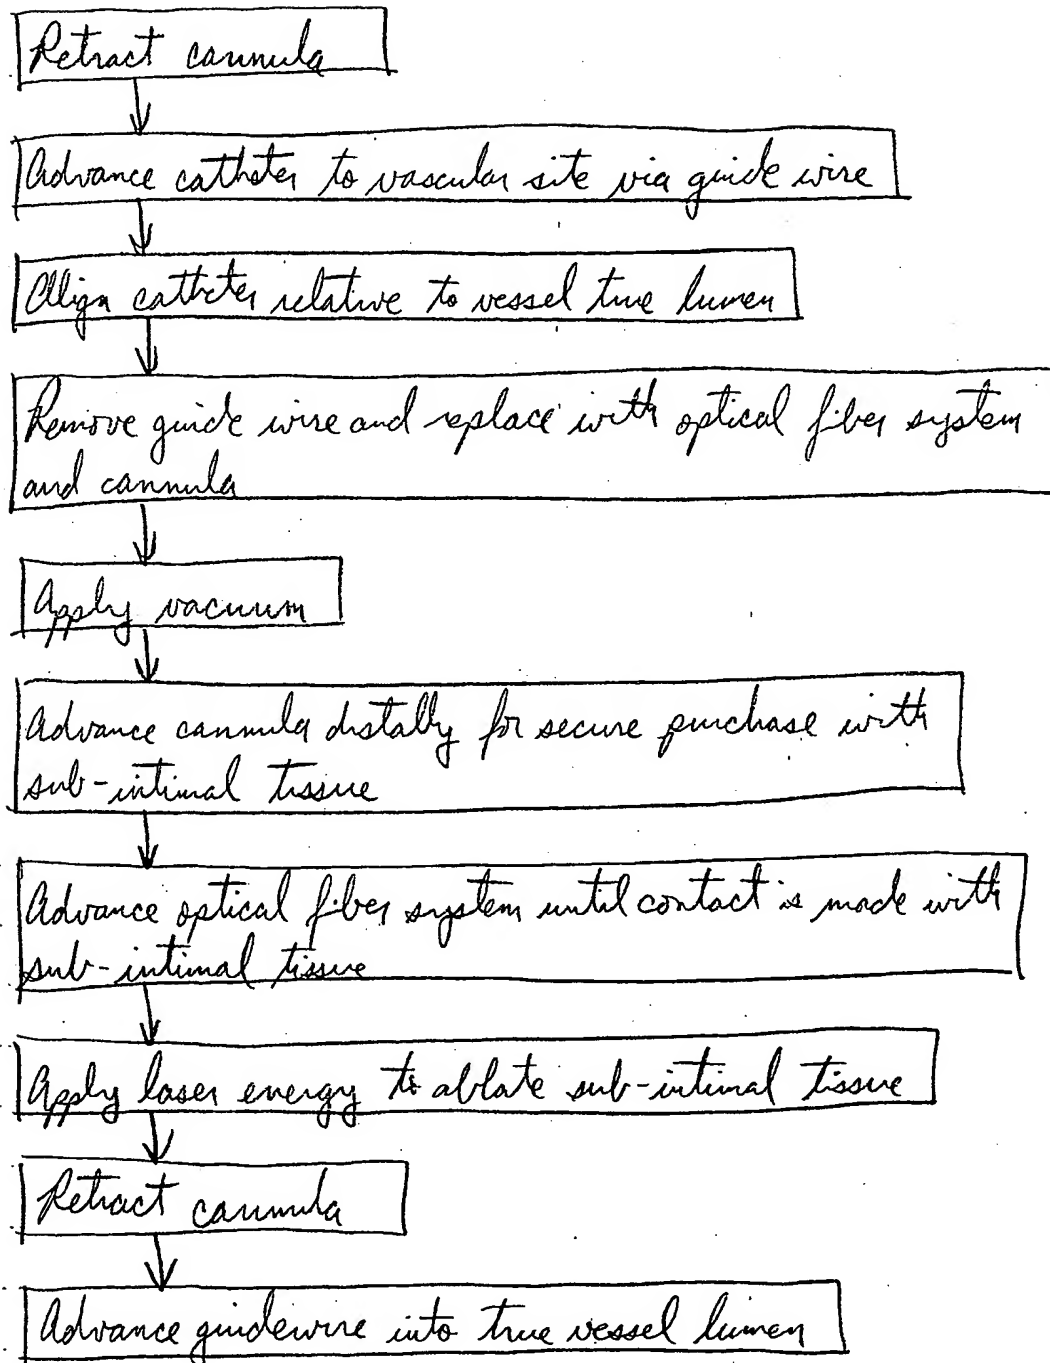 Retract cannula
Advance catheter to vascular site via guide wire
Align catheter relative to vessel true lumen
Remove guide wire and replace with optical fiber system
and cannula
Apply vacuum
Advance cannula distally for secure purchase with
sub-intimal tissue
Advance optical fiber system until contact is made with
sub-intimal tissue
Apply laser energy to ablate sub-intimal tissue
Retract cannula
Advance guidewire into true vessel lumen